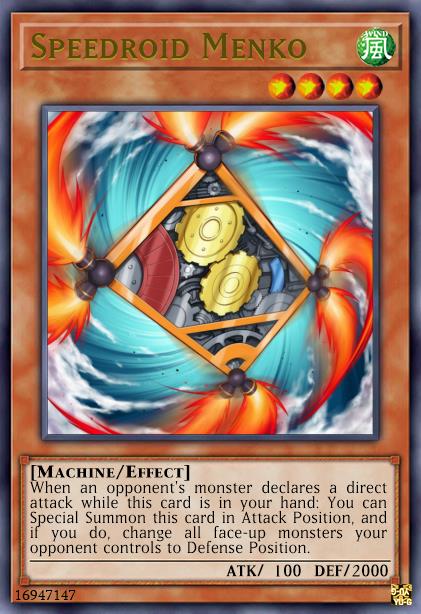 Speedroid Menko
WIND
風
[Machine/Effect]
When an opponent's monster declares a direct
attack while this card is in your hand: You can
Special Summon this card in Attack Position, and
if you do, change all face-up monsters your
opponent controls to Defense Position.
ATK/ 100 DEF/2000
16947147